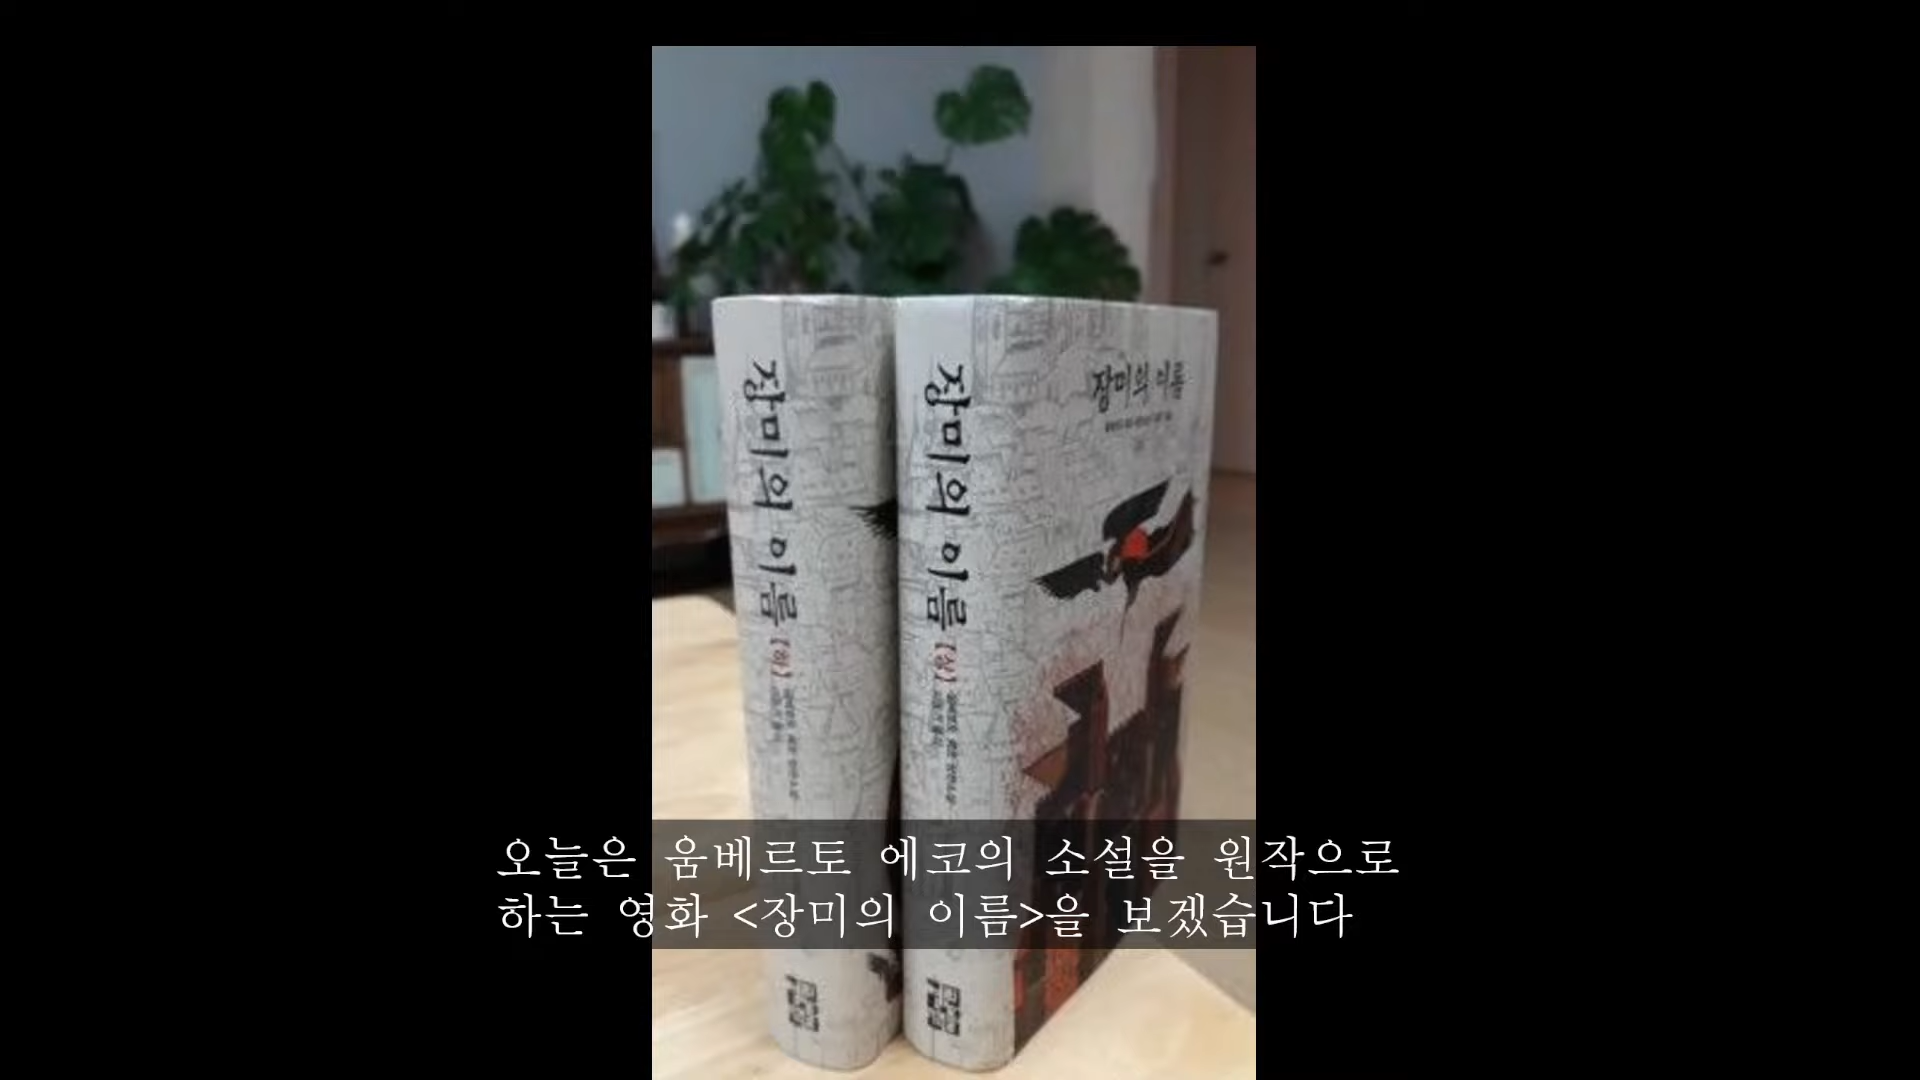 장미의 이름
【하】
장미의 이름
【상】
장미의 이름
오늘은 움베르토 에코의 소설을 원작으로
하는 영화 <장미의 이름>을 보겠습니다